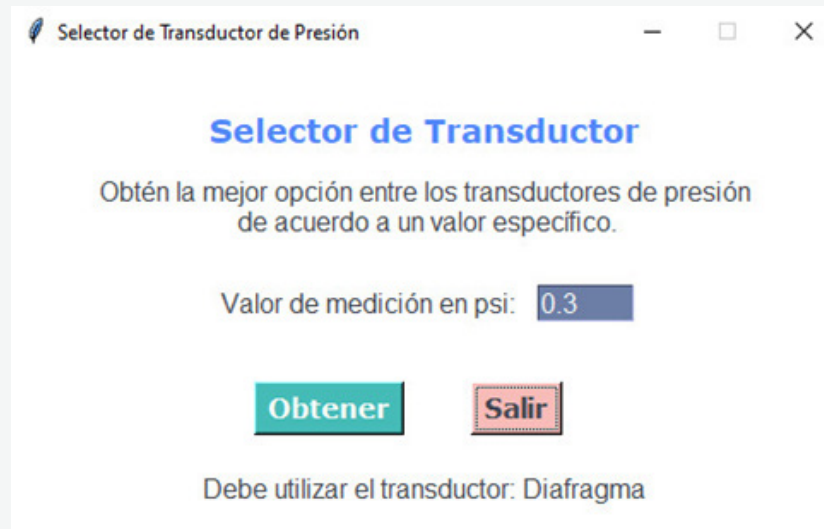 Selector de Transductor de Presión
Selector de Transductor
Obtén la mejor opción entre los transductores de presión
de acuerdo a un valor específico.
Valor de medición en psi: 0.3
Obtener Salir
Debe utilizar el transductor: Diafragma